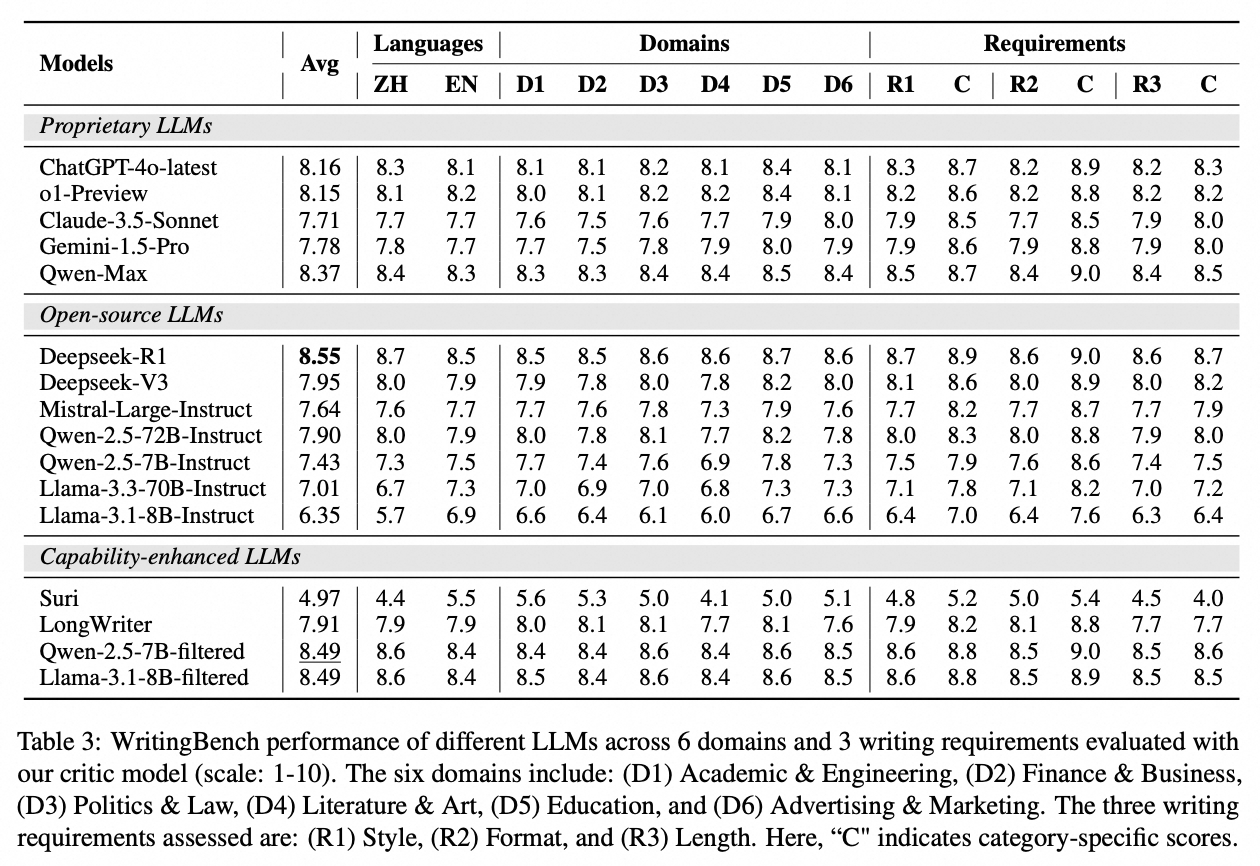 Models Avg Languages Domains Requirements
ZH EN D1 D2 D3 D4 D5 D6 R1 C R2 C R3 C
Proprietary LLMs
ChatGPT-4o-latest 8.16 8.3 8.1 8.1 8.1 8.2 8.1 8.4 8.1 8.3 8.7 8.2 8.9 8.2 8.3
o1-Preview 8.15 8.1 8.2 8.0 8.1 8.2 8.2 8.4 8.1 8.2 8.6 8.2 8.8 8.2 8.2
Claude-3.5-Sonnet 7.71 7.7 7.7 7.6 7.5 7.6 7.7 7.9 8.0 7.9 8.5 7.7 8.5 7.9 8.0
Gemini-1.5-Pro 7.78 7.8 7.7 7.7 7.5 7.8 7.9 8.0 7.9 7.9 8.6 7.9 8.8 7.9 8.0
Qwen-Max 8.37 8.4 8.3 8.3 8.3 8.4 8.4 8.5 8.4 8.5 8.7 8.4 9.0 8.4 8.5
Open-source LLMs
Deepseek-R1 8.55 8.7 8.5 8.5 8.5 8.6 8.6 8.7 8.6 8.7 8.9 8.6 9.0 8.6 8.7
Deepseek-V3 7.95 8.0 7.9 7.9 7.8 8.0 7.8 8.2 8.0 8.1 8.6 8.0 8.9 8.0 8.2
Mistral-Large-Instruct 7.64 7.6 7.7 7.7 7.6 7.8 7.3 7.9 7.6 7.7 8.2 7.7 8.7 7.7 7.9
Qwen-2.5-72B-Instruct 7.90 8.0 7.9 8.0 7.8 8.1 7.7 8.2 7.8 8.0 8.3 8.0 8.8 7.9 8.0
Qwen-2.5-7B-Instruct 7.43 7.3 7.5 7.7 7.4 7.6 6.9 7.8 7.3 7.5 7.9 7.6 8.6 7.4 7.5
Llama-3.3-70B-Instruct 7.01 6.7 7.3 7.0 6.9 7.0 6.8 7.3 7.3 7.1 7.8 7.1 8.2 7.0 7.2
Llama-3.1-8B-Instruct 6.35 5.7 6.9 6.6 6.4 6.1 6.0 6.7 6.6 6.4 7.0 6.4 7.6 6.3 6.4
Capability-enhanced LLMs
Suri 4.97 4.4 5.5 5.6 5.3 5.0 4.1 5.0 5.1 4.8 5.2 5.0 5.4 4.5 4.0
LongWriter 7.91 7.9 7.9 8.0 8.1 8.1 7.7 8.1 7.6 7.9 8.2 8.1 8.8 7.7 7.7
Qwen-2.5-7B-filtered 8.49 8.6 8.4 8.4 8.4 8.6 8.4 8.6 8.5 8.6 8.8 8.5 9.0 8.5 8.6
Llama-3.1-8B-filtered 8.49 8.6 8.4 8.5 8.4 8.6 8.4 8.6 8.5 8.6 8.8 8.5 8.9 8.5 8.5
Table 3: WritingBench performance of different LLMs across 6 domains and 3 writing requirements evaluated with
our critic model (scale: 1-10). The six domains include: (D1) Academic & Engineering, (D2) Finance & Business,
(D3) Politics & Law, (D4) Literature & Art, (D5) Education, and (D6) Advertising & Marketing. The three writing
requirements assessed are: (R1) Style, (R2) Format, and (R3) Length. Here, “C" indicates category-specific scores.